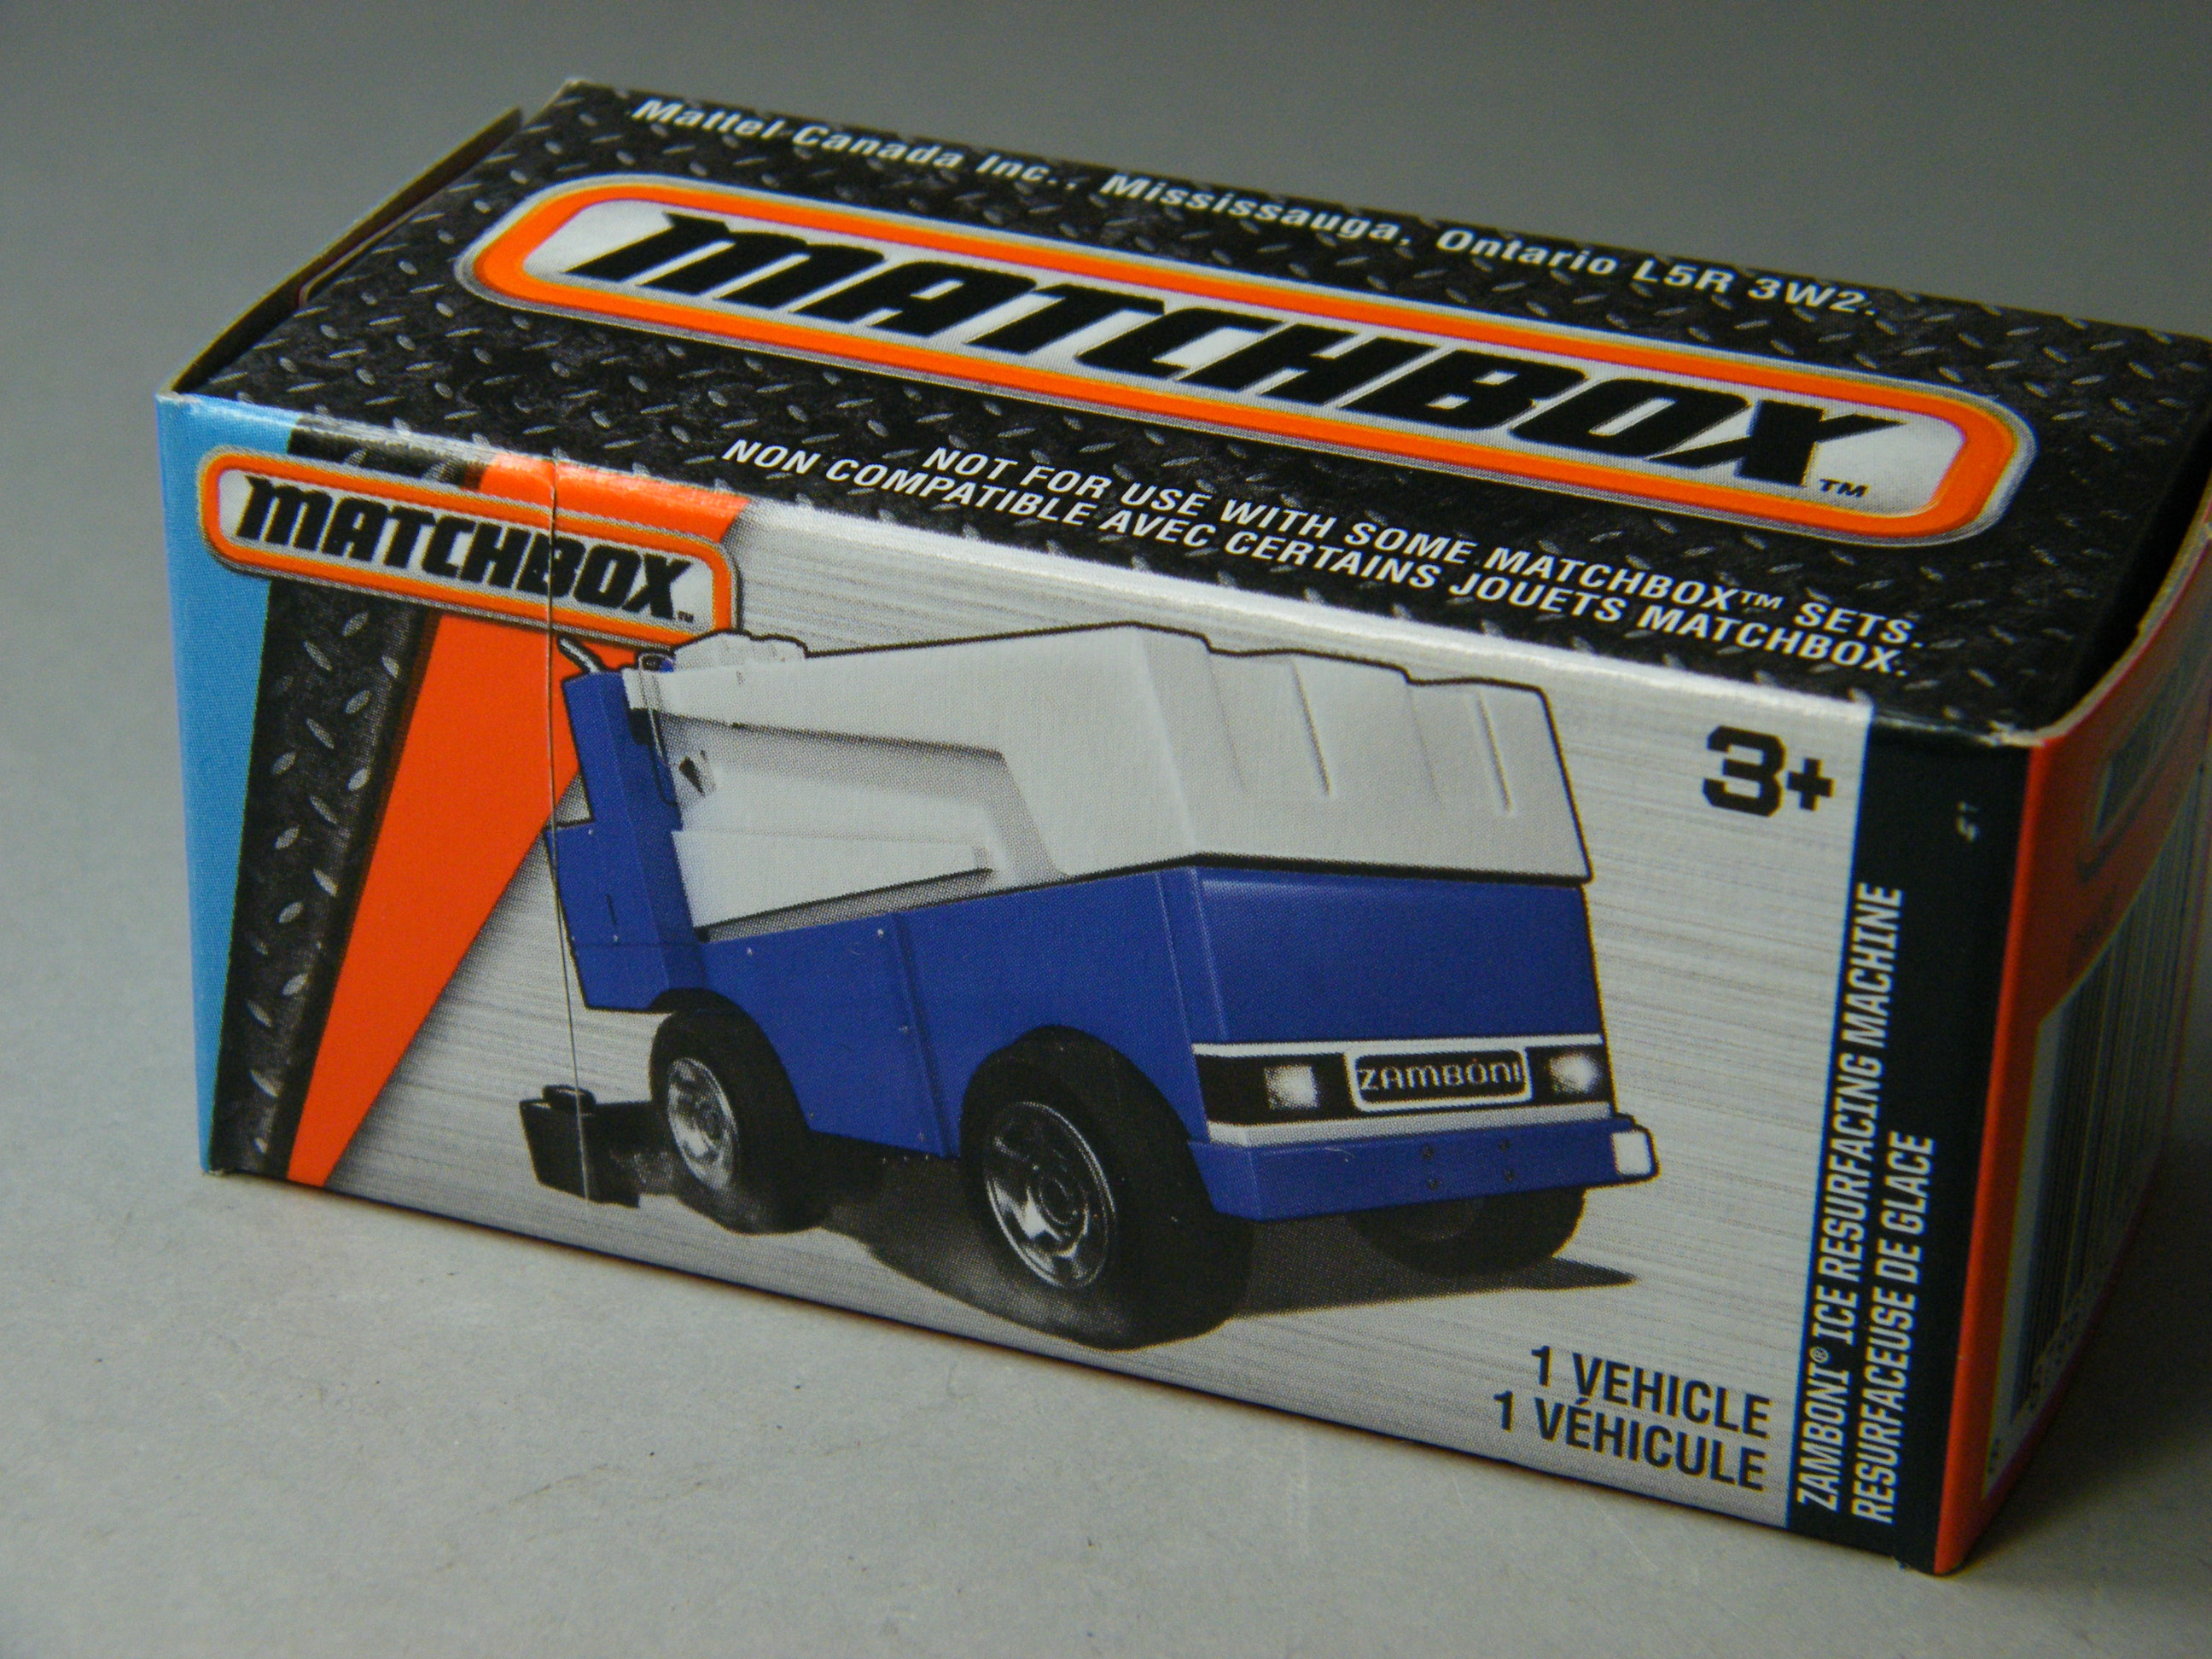 Mattel Canada Inc., Mississauga, Ontario L5R 3W2.
MATCHBOX™
NOT FOR USE WITH SOME MATCHBOX™ SETS.
NON COMPATIBLE AVEC CERTAINS JOUETS MATCHBOX.
MATCHBOX™
3+
ZAMBONI
1 VEHICLE
1 VÉHICULE
ZAMBONI® ICE RESURFACING MACHINE
RESURFACEUSE DE GLACE